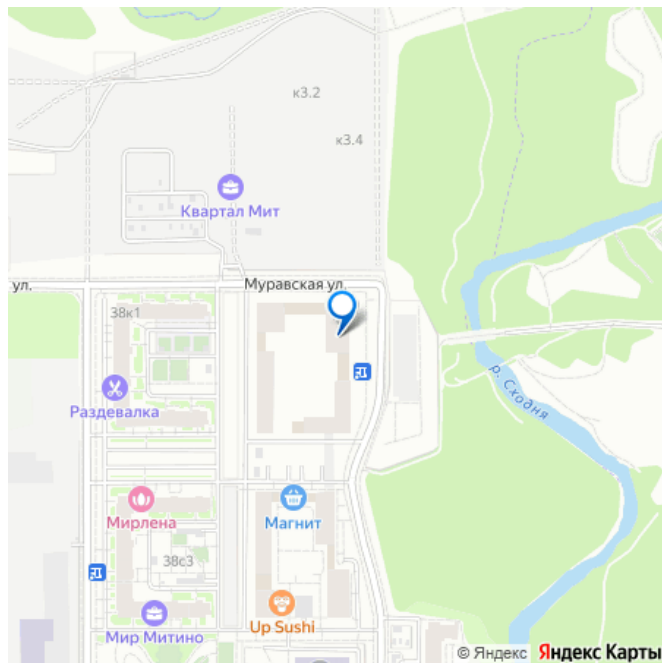 к3.2
к3.4
Квартал Мит
ул.
Муравская ул.
38к1
Раздевалка
р. Сходня
Мирлена
Магнит
38с3
Up Sushi
Мир Митино
© Яндекс Яндекс Карты